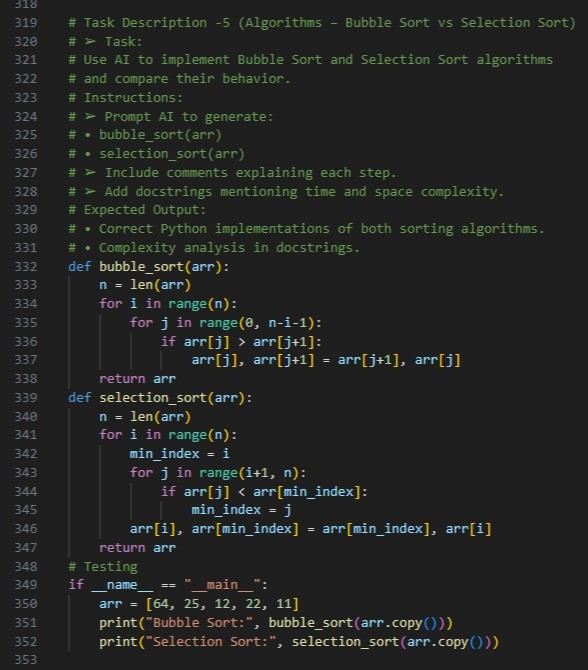 318
319 # Task Description -5 (Algorithms – Bubble Sort vs Selection Sort)
320 # ➢ Task:
321 # Use AI to implement Bubble Sort and Selection Sort algorithms
322 # and compare their behavior.
323 # Instructions:
324 # ➢ Prompt AI to generate:
325 # • bubble_sort(arr)
326 # • selection_sort(arr)
327 # ➢ Include comments explaining each step.
328 # ➢ Add docstrings mentioning time and space complexity.
329 # Expected Output:
330 # • Correct Python implementations of both sorting algorithms.
331 # • Complexity analysis in docstrings.
332 def bubble_sort(arr):
333     n = len(arr)
334     for i in range(n):
335         for j in range(0, n-i-1):
336             if arr[j] > arr[j+1]:
337                 arr[j], arr[j+1] = arr[j+1], arr[j]
338     return arr
339 def selection_sort(arr):
340     n = len(arr)
341     for i in range(n):
342         min_index = i
343         for j in range(i+1, n):
344             if arr[j] < arr[min_index]:
345                 min_index = j
346         arr[i], arr[min_index] = arr[min_index], arr[i]
347     return arr
348 # Testing
349 if __name__ == "__main__":
350     arr = [64, 25, 12, 22, 11]
351     print("Bubble Sort:", bubble_sort(arr.copy()))
352     print("Selection Sort:", selection_sort(arr.copy()))
353